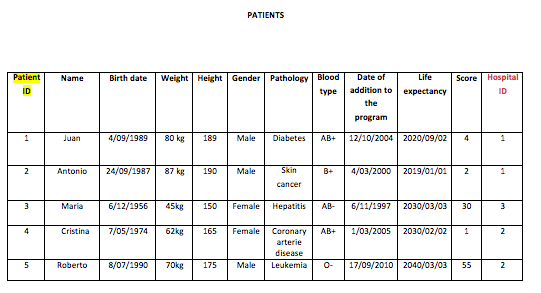 PATIENTS
Patient ID Name Birth date Weight Height Gender Pathology Blood type Date of addition to the program Life expectancy Score Hospital ID
1 Juan 4/09/1989 80 kg 189 Male Diabetes AB+ 12/10/2004 2020/09/02 4 1
2 Antonio 24/09/1987 87 kg 190 Male Skin cancer B+ 4/03/2000 2019/01/01 2 1
3 Maria 6/12/1956 45kg 150 Female Hepatitis AB- 6/11/1997 2030/03/03 30 3
4 Cristina 7/05/1974 62kg 165 Female Coronary arterie disease AB+ 1/03/2005 2030/02/02 1 2
5 Roberto 8/07/1990 70kg 175 Male Leukemia O- 17/09/2010 2040/03/03 55 2